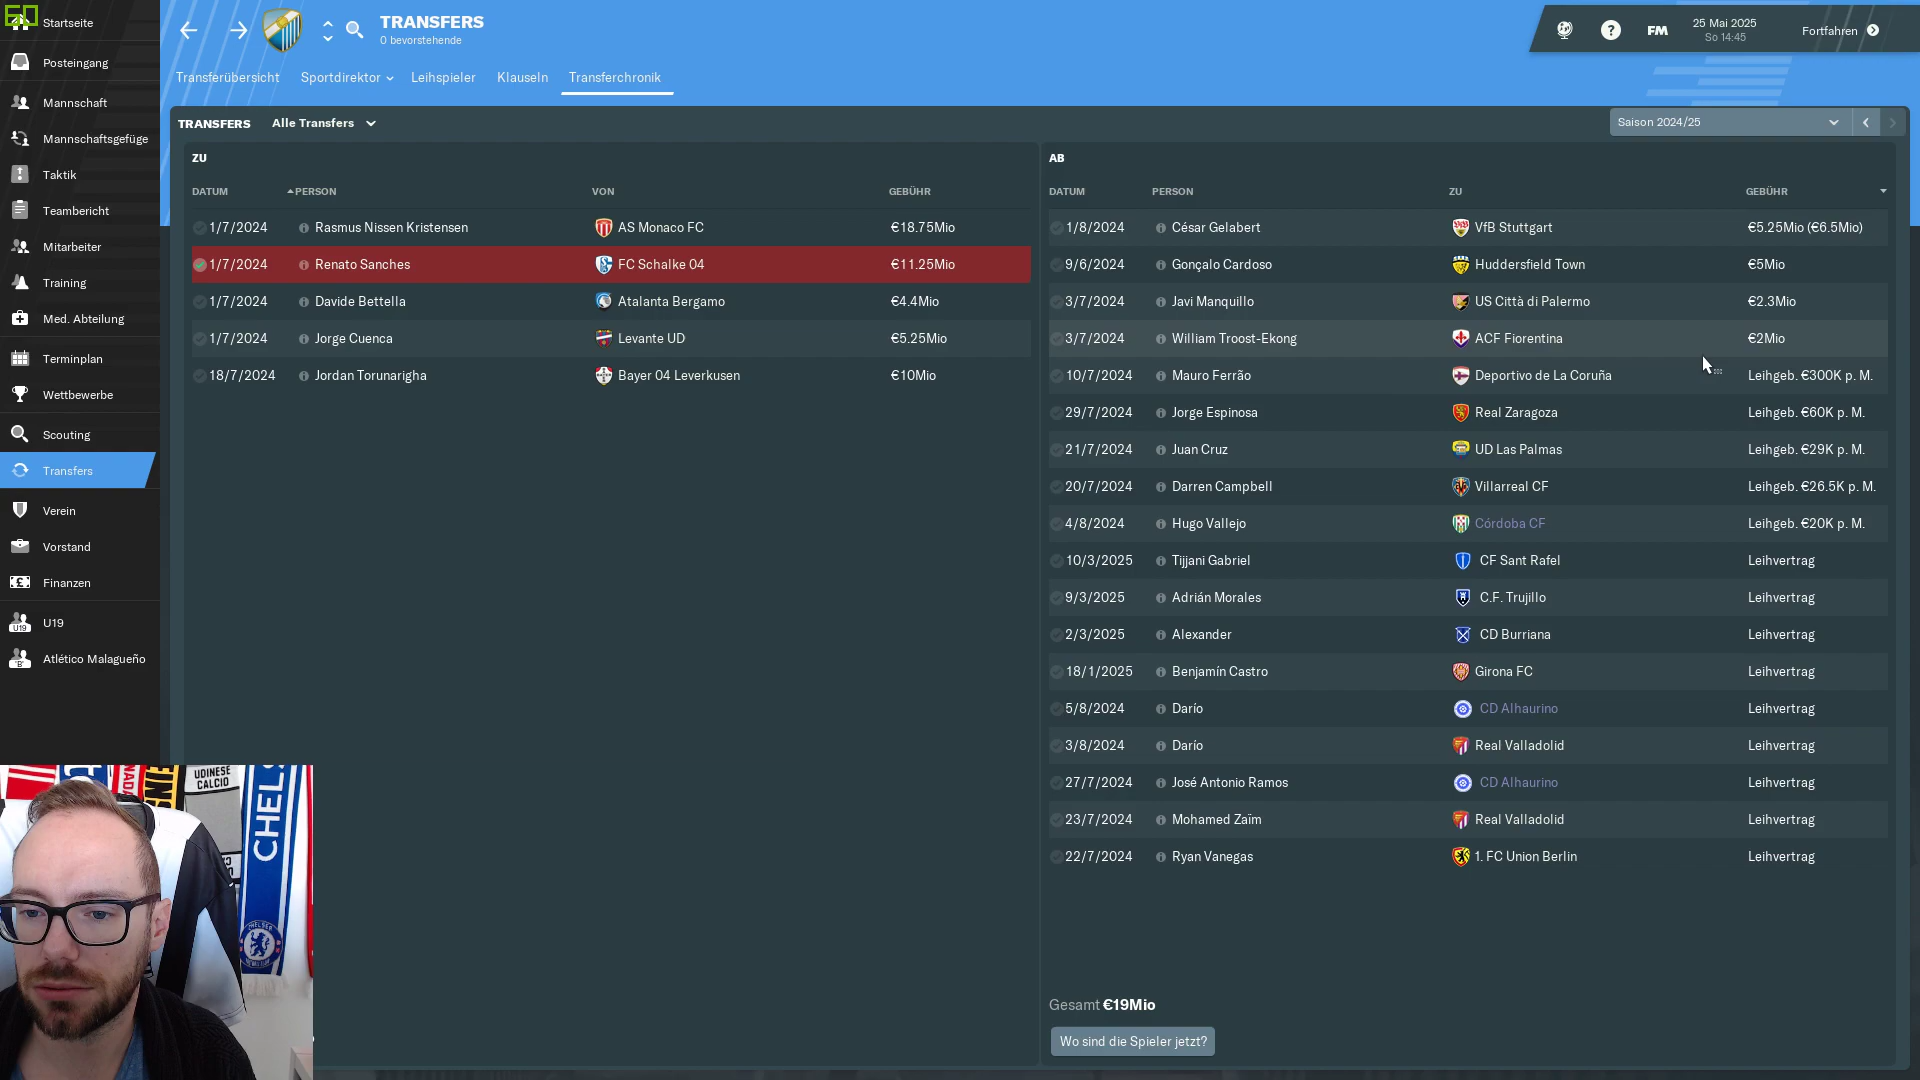 60
Startseite
Posteingang
Mannschaft
Mannschaftsgefüge
Taktik
Teambericht
Mitarbeiter
Training
Med. Abteilung
Terminplan
Wettbewerbe
Scouting
Transfers
Verein
Vorstand
Finanzen
U19
U19
"B"
Atlético Malagueño
TRANSFERS
0 bevorstehende
? FM
25 Mai 2025
So 14:45
Fortfahren
Transferübersicht Sportdirektor Leihspieler Klauseln Transferchronik
TRANSFERS Alle Transfers
Saison 2024/25
ZU
DATUM PERSON VON GEBÜHR
1/7/2024 Rasmus Nissen Kristensen AS Monaco FC €18.75Mio
1/7/2024 Renato Sanches FC Schalke 04 €11.25Mio
1/7/2024 Davide Bettella Atalanta Bergamo €4.4Mio
1/7/2024 Jorge Cuenca Levante UD €5.25Mio
18/7/2024 Jordan Torunarigha Bayer 04 Leverkusen €10Mio
AB
DATUM PERSON ZU GEBÜHR
1/8/2024 César Gelabert VfB Stuttgart €5.25Mio (€6.5Mio)
9/6/2024 Gonçalo Cardoso Huddersfield Town €5Mio
3/7/2024 Javi Manquillo US Città di Palermo €2.3Mio
3/7/2024 William Troost-Ekong ACF Fiorentina €2Mio
10/7/2024 Mauro Ferrão Deportivo de La Coruña Leihgeb. €300K p. M.
29/7/2024 Jorge Espinosa Real Zaragoza Leihgeb. €60K p. M.
21/7/2024 Juan Cruz UD Las Palmas Leihgeb. €29K p. M.
20/7/2024 Darren Campbell Villarreal CF Leihgeb. €26.5K p. M.
4/8/2024 Hugo Vallejo Córdoba CF Leihgeb. €20K p. M.
10/3/2025 Tijjani Gabriel CF Sant Rafel Leihvertrag
9/3/2025 Adrián Morales C.F. Trujillo Leihvertrag
2/3/2025 Alexander CD Burriana Leihvertrag
18/1/2025 Benjamín Castro Girona FC Leihvertrag
5/8/2024 Darío CD Alhaurino Leihvertrag
3/8/2024 Darío Real Valladolid Leihvertrag
27/7/2024 José Antonio Ramos CD Alhaurino Leihvertrag
23/7/2024 Mohamed Zaïm Real Valladolid Leihvertrag
22/7/2024 Ryan Vanegas 1. FC Union Berlin Leihvertrag
Gesamt €19Mio
Wo sind die Spieler jetzt?
UDINESE
CALCIO
CHELS